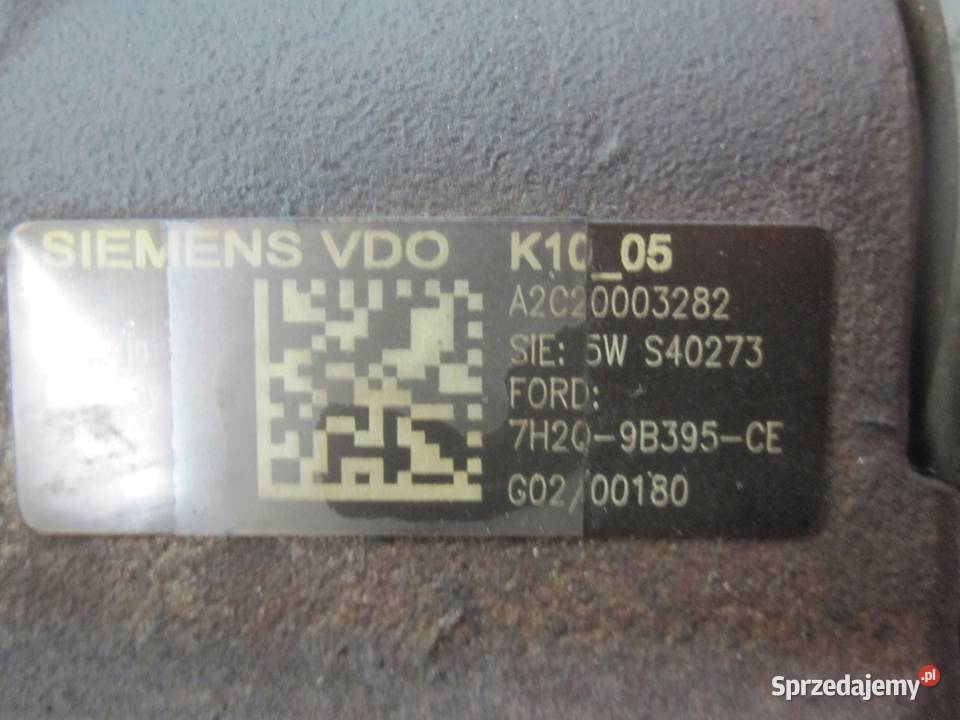 SIEMENS VDO K10_05
A2C20003282
SIE: 5W S40273
FORD:
7H2Q-9B395-CE
G02/00180
Sprzedajemy.pl